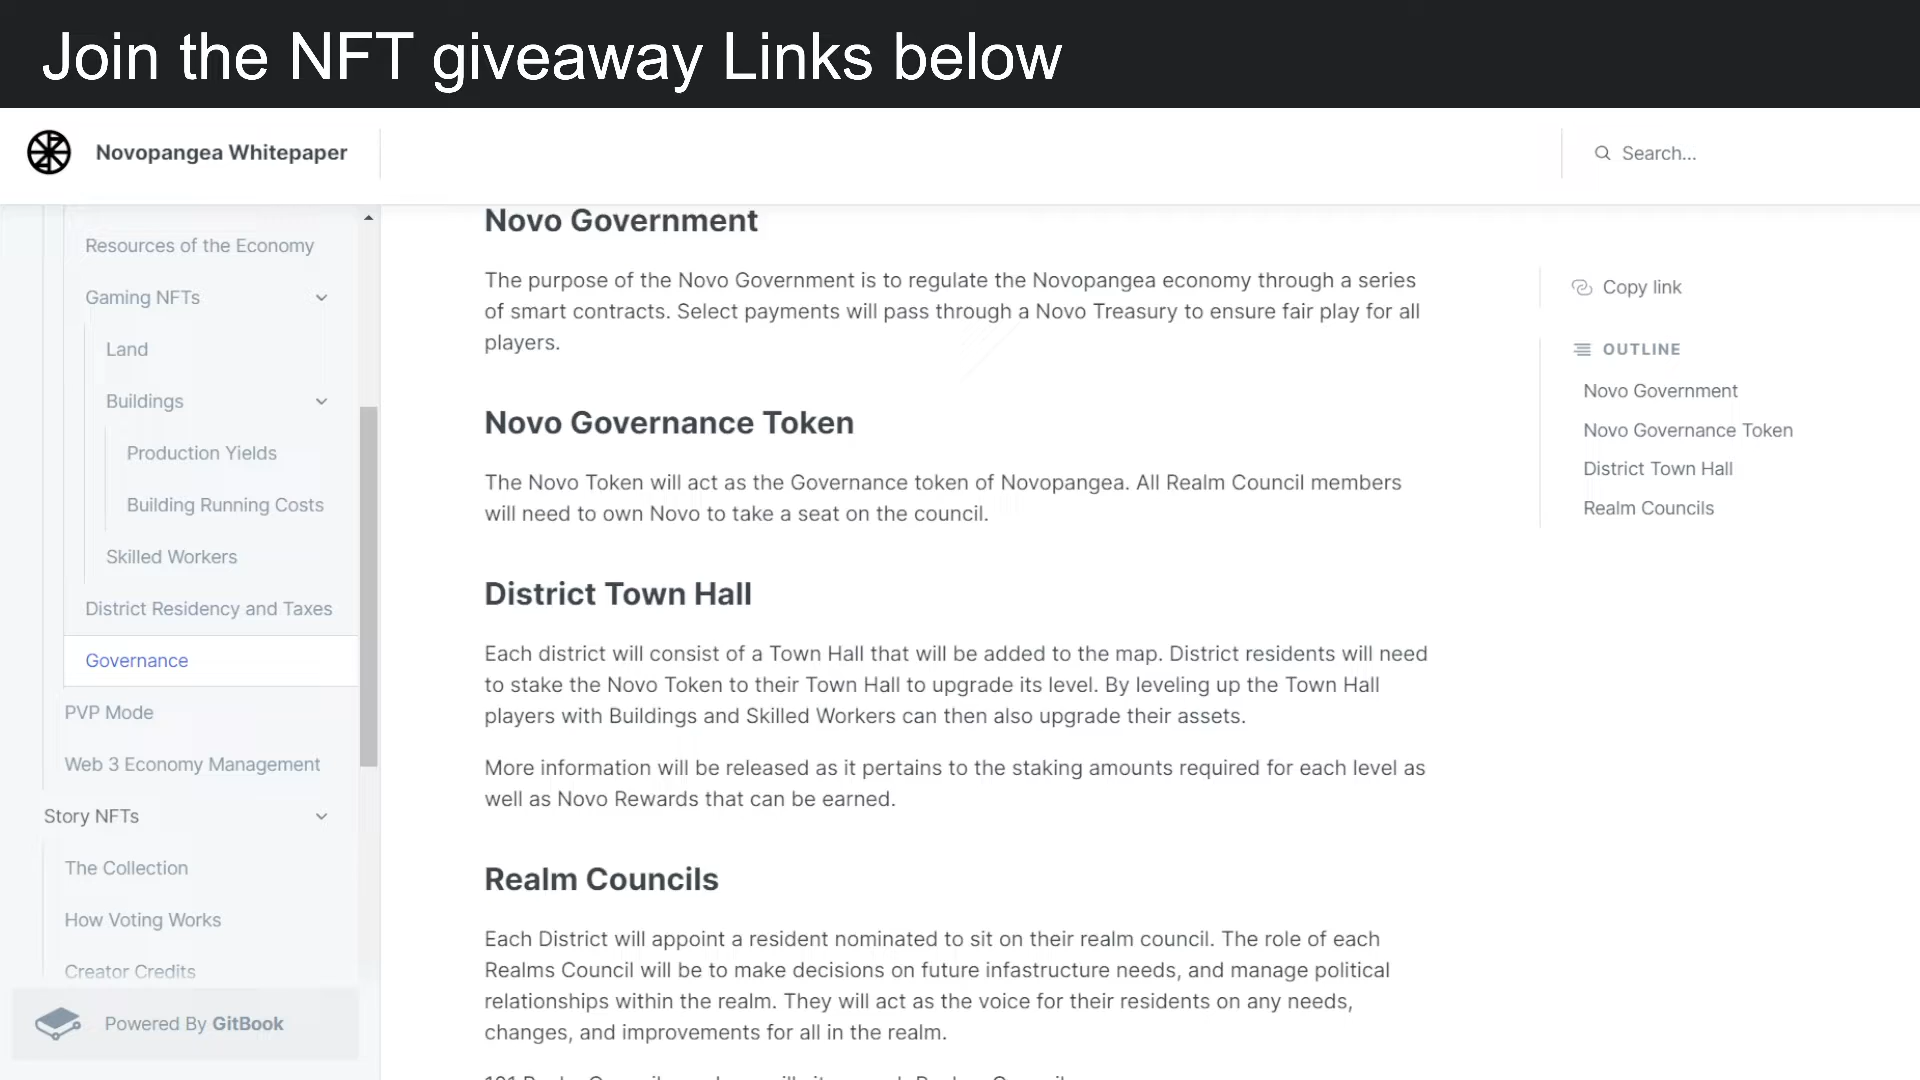 Join the NFT giveaway Links below
Novopangea Whitepaper
Search...
Resources of the Economy
Gaming NFTs
Land
Buildings
Production Yields
Building Running Costs
Skilled Workers
District Residency and Taxes
Governance
PVP Mode
Web 3 Economy Management
Story NFTs
The Collection
How Voting Works
Creator Credits
Powered By GitBook
Novo Government
The purpose of the Novo Government is to regulate the Novopangea economy through a series
of smart contracts. Select payments will pass through a Novo Treasury to ensure fair play for all
players.
Novo Governance Token
The Novo Token will act as the Governance token of Novopangea. All Realm Council members
will need to own Novo to take a seat on the council.
District Town Hall
Each district will consist of a Town Hall that will be added to the map. District residents will need
to stake the Novo Token to their Town Hall to upgrade its level. By leveling up the Town Hall
players with Buildings and Skilled Workers can then also upgrade their assets.
More information will be released as it pertains to the staking amounts required for each level as
well as Novo Rewards that can be earned.
Realm Councils
Each District will appoint a resident nominated to sit on their realm council. The role of each
Realms Council will be to make decisions on future infastructure needs, and manage political
relationships within the realm. They will act as the voice for their residents on any needs,
changes, and improvements for all in the realm.
Copy link
OUTLINE
Novo Government
Novo Governance Token
District Town Hall
Realm Councils